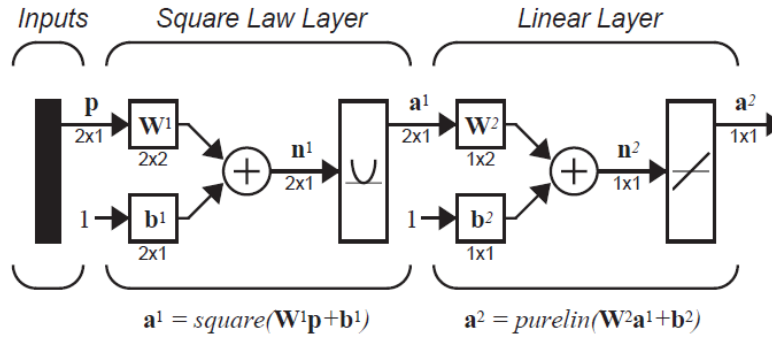 Inputs Square Law Layer Linear Layer
p a¹ a²
2x1 W¹ 2x1 W² 1x1
2x2 n¹ 1x2 n²
2x1 1x1
1 b¹ 1 b²
2x1 1x1
a¹ = square(W¹p+b¹) a² = purelin(W²a¹+b²)